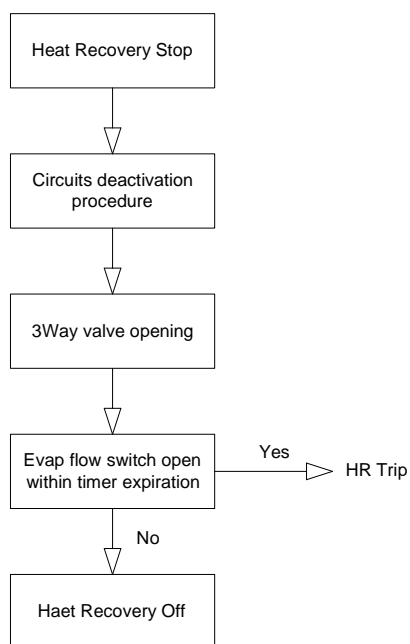 Heat Recovery Stop
Circuits deactivation
procedure
3Way valve opening
Evap flow switch open
within timer expiration
Yes
HR Trip
No
Haet Recovery Off